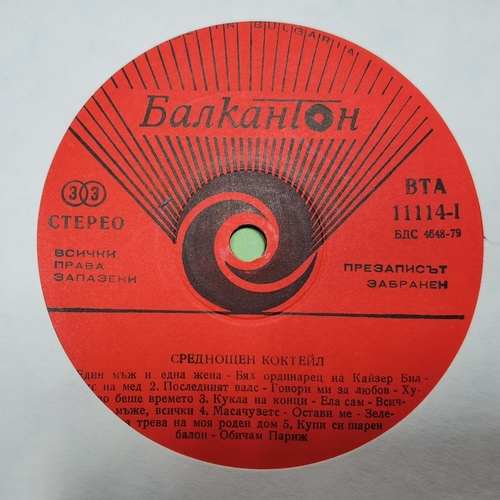 IN BULGARIA
Балкантон
33
СТЕРЕО
ВТА
11114-I
БДС 4648-79
ВСИЧКИ
ПРАВА
ЗАПАЗЕНИ
ПРЕЗАПИСЪТ
ЗАБРАНЕН
СРЕДНОЩЕН КОКТЕЙЛ
Един мъж и една жена - Бях ординарец на Кайзер Вил-
на мед 2. Последният валс - Говори ми за любов - Ху-
беше времето 3. Кукла на конци - Ела сам - Всич-
мъже, всички 4. Масачузетс - Остави ме - Зеле-
трева на моя роден дом 5. Купи си шарен
балон - Обичам Париж